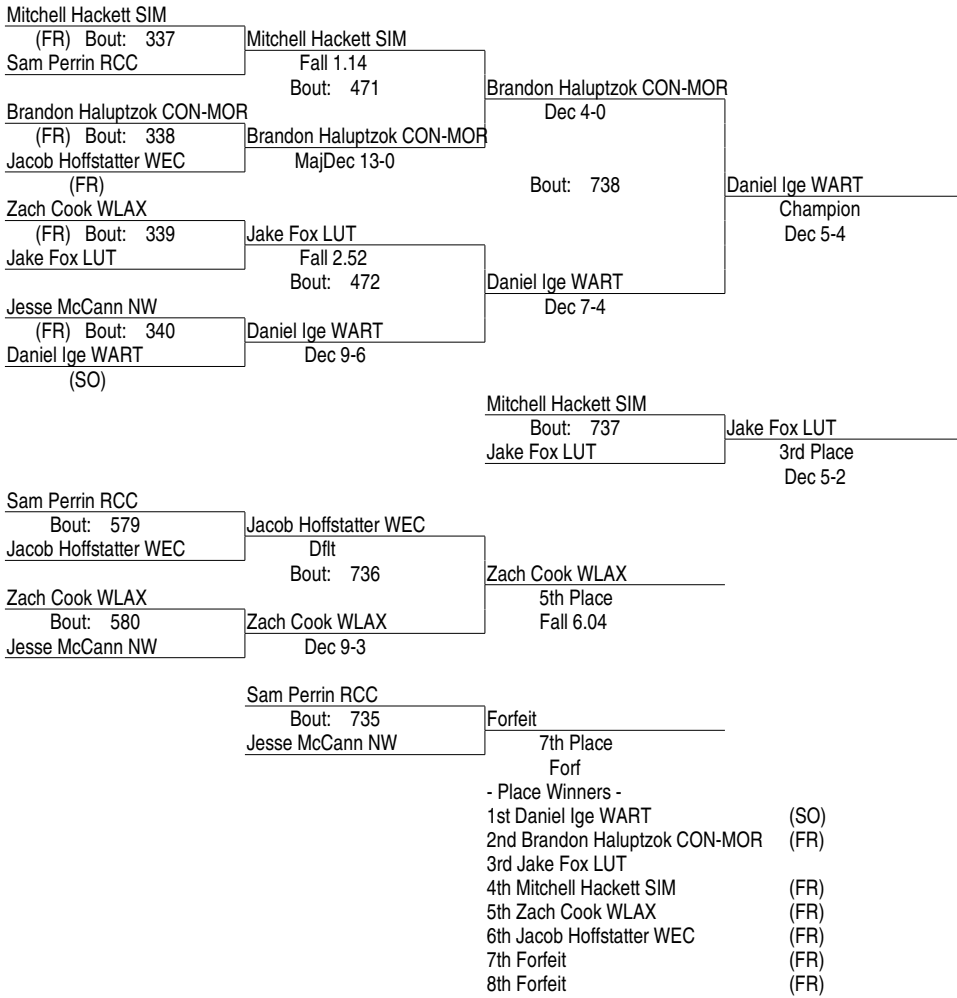 Mitchell Hackett SIM
(FR) Bout: 337
Mitchell Hackett SIM
Sam Perrin RCC
Fall 1.14
Bout: 471
Brandon Haluptzok CON-MOR
Brandon Haluptzok CON-MOR
Dec 4-0
(FR) Bout: 338
Brandon Haluptzok CON-MOR
Jacob Hoffstatter WEC
MajDec 13-0
(FR)
Bout: 738
Daniel Ige WART
Zach Cook WLAX
Champion
(FR) Bout: 339
Jake Fox LUT
Dec 5-4
Jake Fox LUT
Fall 2.52
Bout: 472
Daniel Ige WART
Jesse McCann NW
Dec 7-4
(FR) Bout: 340
Daniel Ige WART
Daniel Ige WART
Dec 9-6
(SO)
Mitchell Hackett SIM
Bout: 737
Jake Fox LUT
Jake Fox LUT
3rd Place
Dec 5-2
Sam Perrin RCC
Bout: 579
Jacob Hoffstatter WEC
Jacob Hoffstatter WEC
Dflt
Bout: 736
Zach Cook WLAX
Zach Cook WLAX
5th Place
Bout: 580
Zach Cook WLAX
Fall 6.04
Jesse McCann NW
Dec 9-3
Sam Perrin RCC
Bout: 735
Forfeit
Jesse McCann NW
7th Place
Forf
- Place Winners -
1st Daniel Ige WART (SO)
2nd Brandon Haluptzok CON-MOR (FR)
3rd Jake Fox LUT
4th Mitchell Hackett SIM (FR)
5th Zach Cook WLAX (FR)
6th Jacob Hoffstatter WEC (FR)
7th Forfeit (FR)
8th Forfeit (FR)